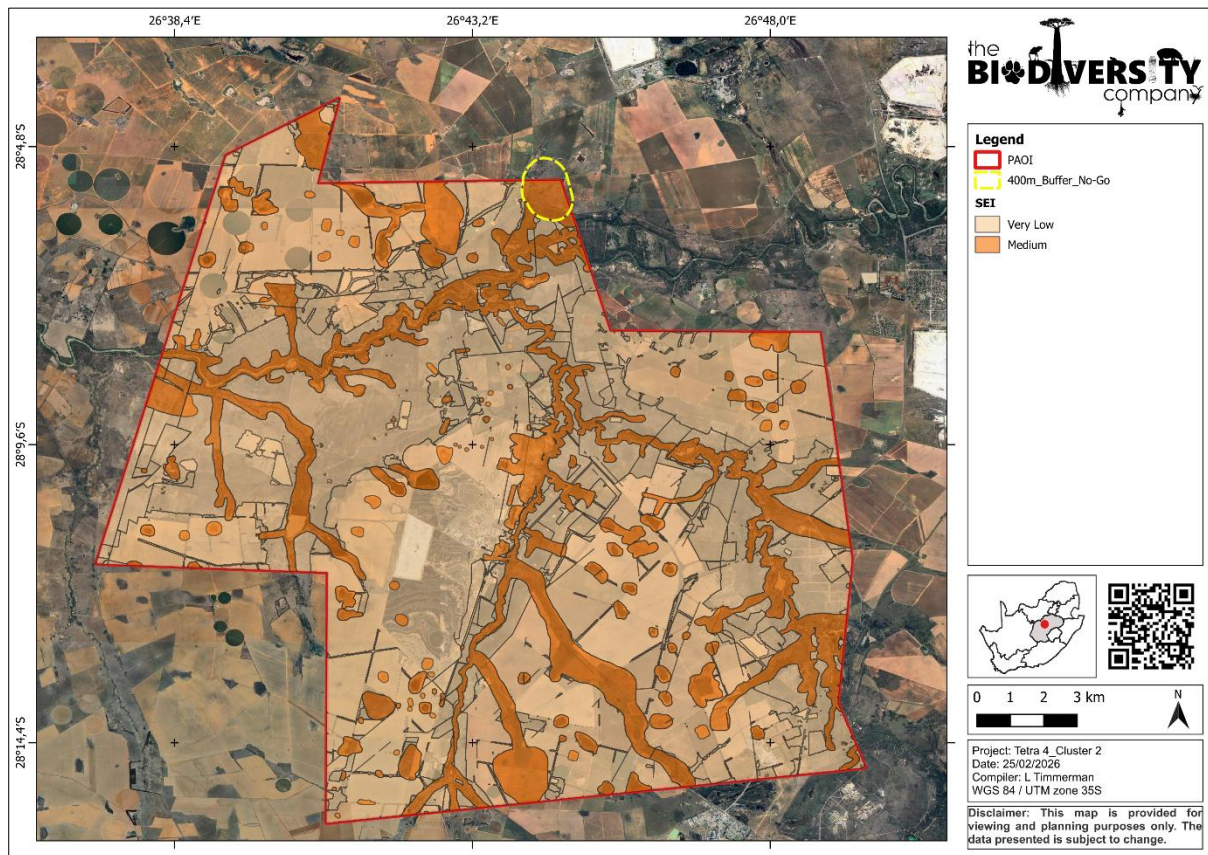 26°38,4'E
26°43,2'E
26°48,0'E
28°4,8'S
28°9,6'S
28°14,4'S
the
BIODIVERSITY
company
Legend
PAOI
400m_Buffer_No-Go
SEI
Very Low
Medium
0 1 2 3 km
N
Project: Tetra 4_Cluster 2
Date: 25/02/2026
Compiler: L Timmerman
WGS 84 / UTM zone 35S
Disclaimer: This map is provided for
viewing and planning purposes only. The
data presented is subject to change.